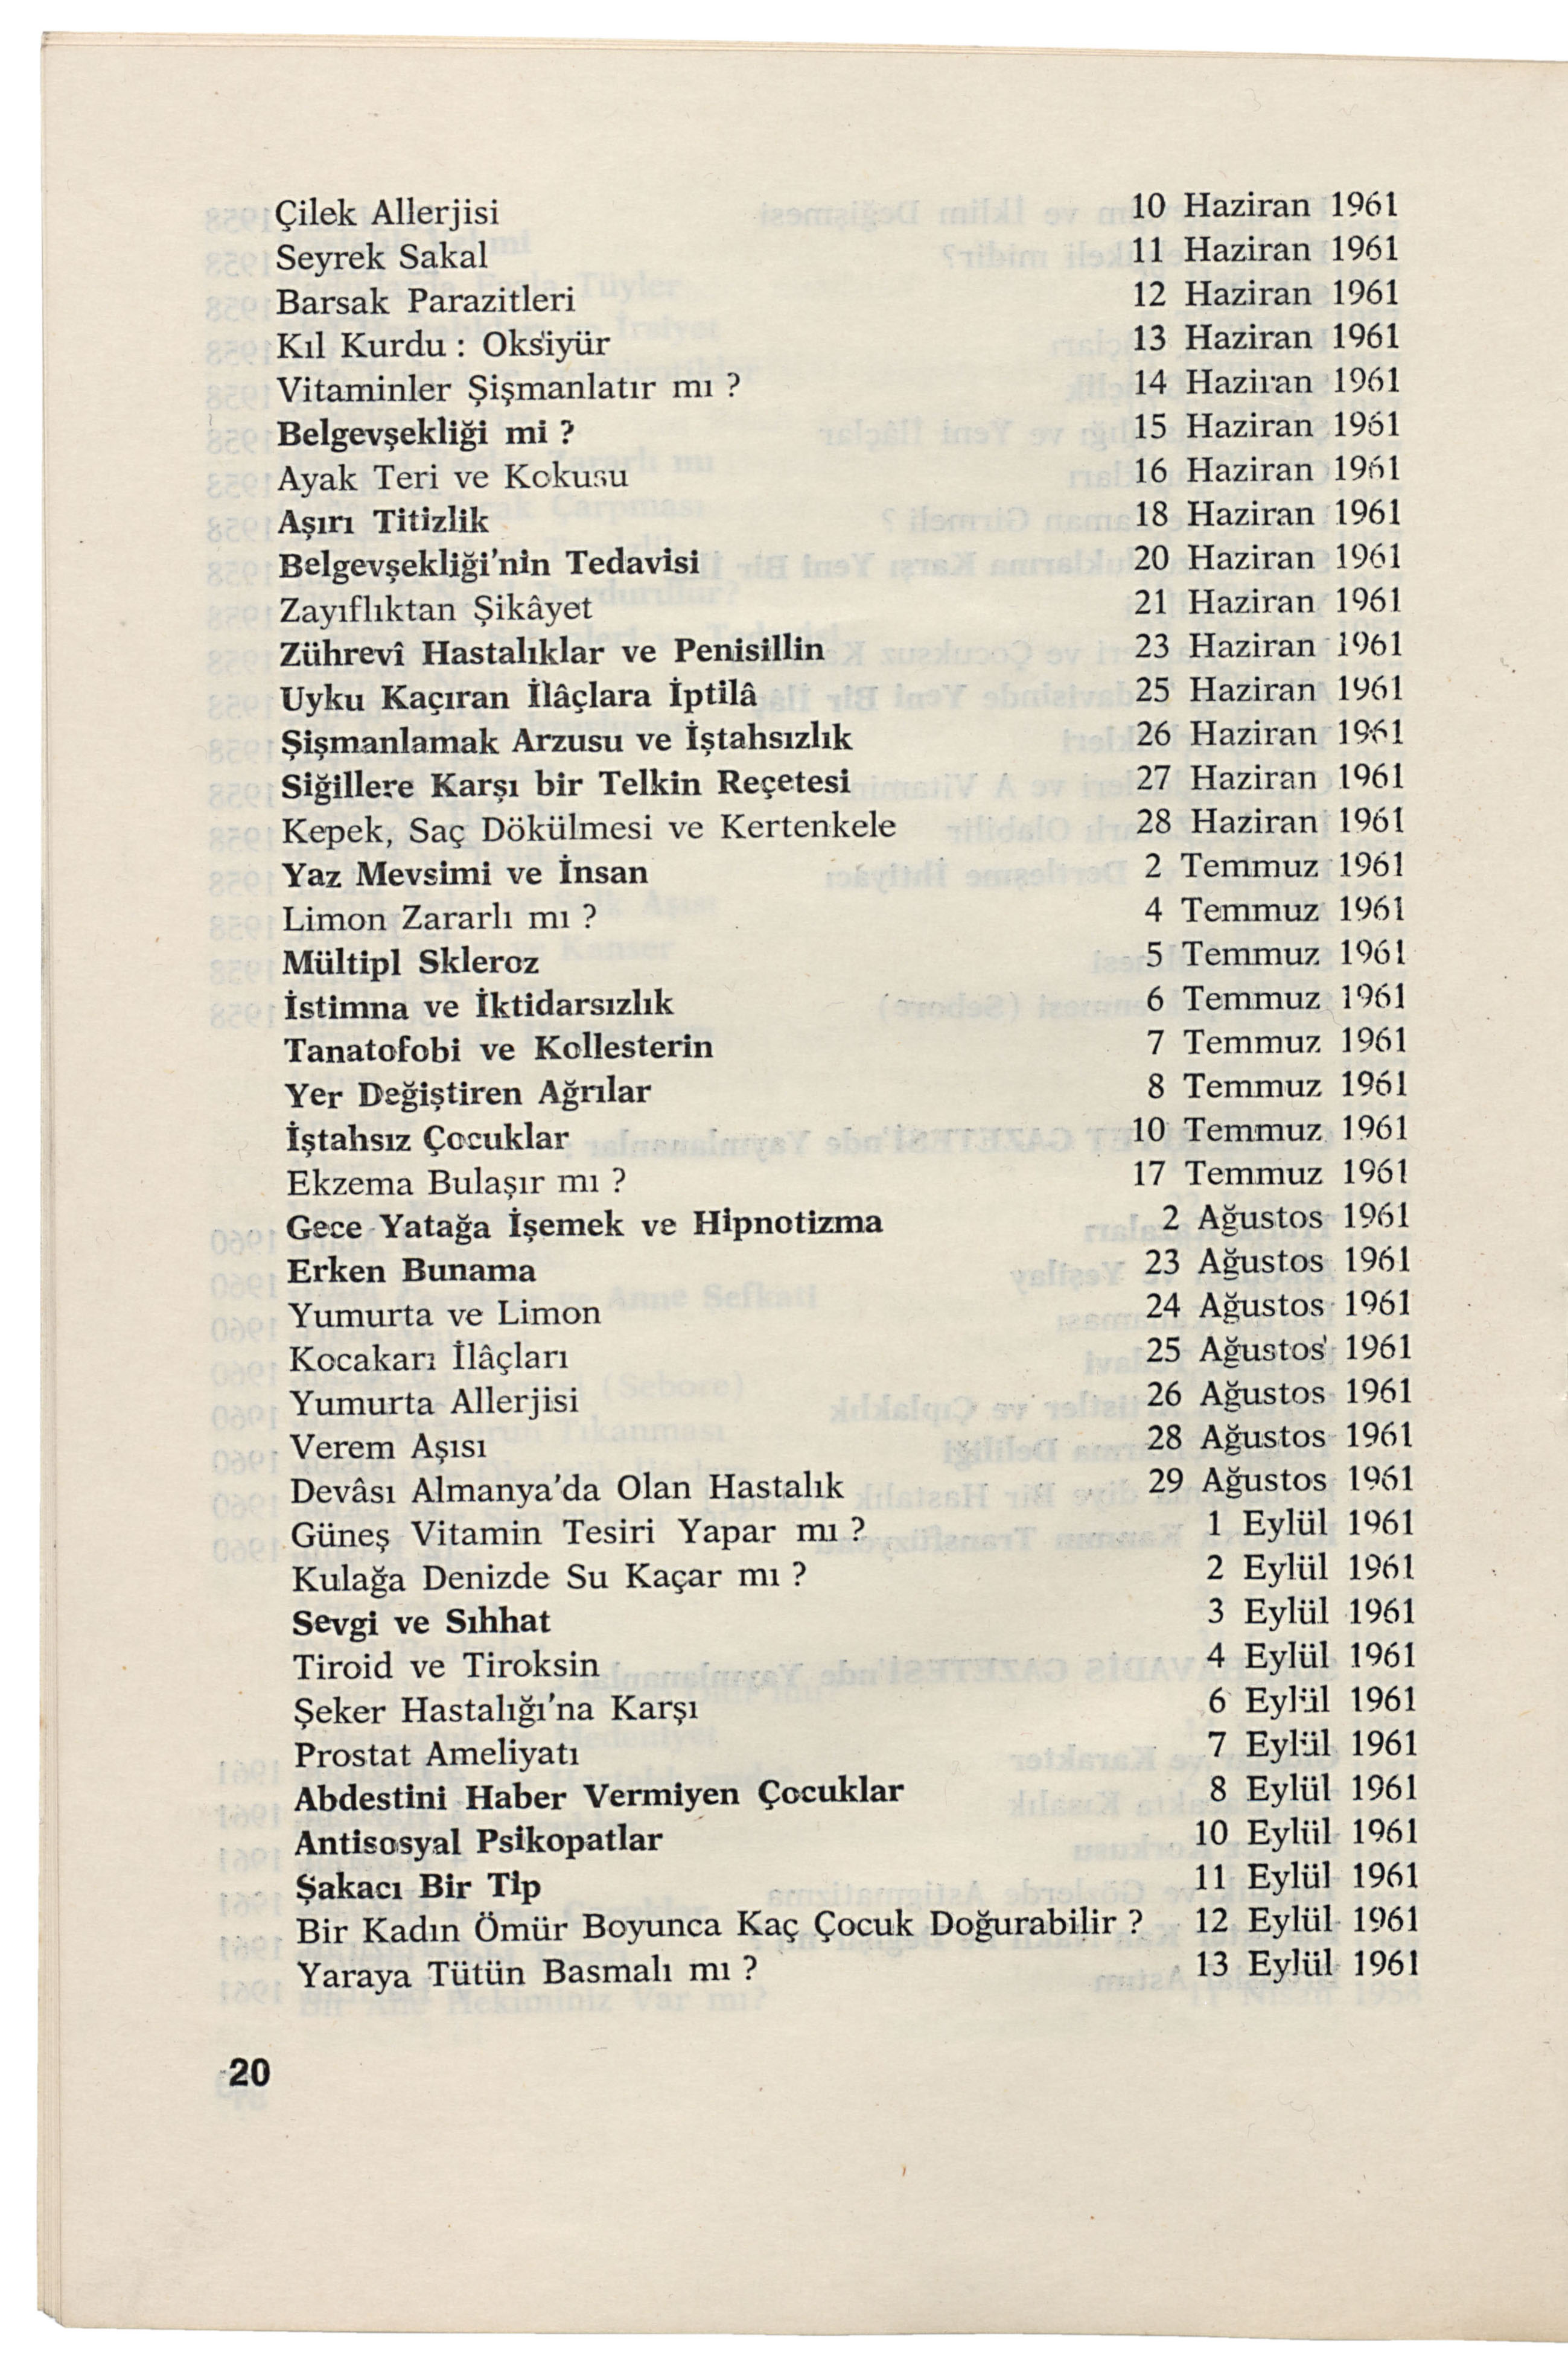 Çilek Allerjisi 10 Haziran 1961
Seyrek Sakal 11 Haziran 1961
Barsak Parazitleri 12 Haziran 1961
Kıl Kurdu : Oksiyür 13 Haziran 1961
Vitaminler Şişmanlatır mı ? 14 Haziran 1961
Belgevşekliği mi ? 15 Haziran 1961
Ayak Teri ve Kokusu 16 Haziran 1961
Aşırı Titizlik 18 Haziran 1961
Belgevşekliği'nin Tedavisi 20 Haziran 1961
Zayıflıktan Şikâyet 21 Haziran 1961
Zührevî Hastalıklar ve Penisillin 23 Haziran 1961
Uyku Kaçıran İlâçlara İptilâ 25 Haziran 1961
Şişmanlamak Arzusu ve İştahsızlık 26 Haziran 1961
Siğillere Karşı bir Telkin Reçetesi 27 Haziran 1961
Kepek, Saç Dökülmesi ve Kertenkele 28 Haziran 1961
Yaz Mevsimi ve İnsan 2 Temmuz 1961
Limon Zararlı mı ? 4 Temmuz 1961
Mültipl Skleroz 5 Temmuz 1961
İstimna ve İktidarsızlık 6 Temmuz 1961
Tanatofobi ve Kollesterin 7 Temmuz 1961
Yer Değiştiren Ağrılar 8 Temmuz 1961
İştahsız Çocuklar 10 Temmuz 1961
Ekzema Bulaşır mı ? 17 Temmuz 1961
Gece Yatağa İşemek ve Hipnotizma 2 Ağustos 1961
Erken Bunama 23 Ağustos 1961
Yumurta ve Limon 24 Ağustos 1961
Kocakarı İlâçları 25 Ağustos 1961
Yumurta Allerjisi 26 Ağustos 1961
Verem Aşısı 28 Ağustos 1961
Devâsı Almanya'da Olan Hastalık 29 Ağustos 1961
Güneş Vitamin Tesiri Yapar mı ? 1 Eylül 1961
Kulağa Denizde Su Kaçar mı ? 2 Eylül 1961
Sevgi ve Sıhhat 3 Eylül 1961
Tiroid ve Tiroksin 4 Eylül 1961
Şeker Hastalığı'na Karşı 6 Eylül 1961
Prostat Ameliyatı 7 Eylül 1961
Abdestini Haber Vermiyen Çocuklar 8 Eylül 1961
Antisosyal Psikopatlar 10 Eylül 1961
Şakacı Bir Tip 11 Eylül 1961
Bir Kadın Ömür Boyunca Kaç Çocuk Doğurabilir ? 12 Eylül 1961
Yaraya Tütün Basmalı mı ? 13 Eylül 1961
20